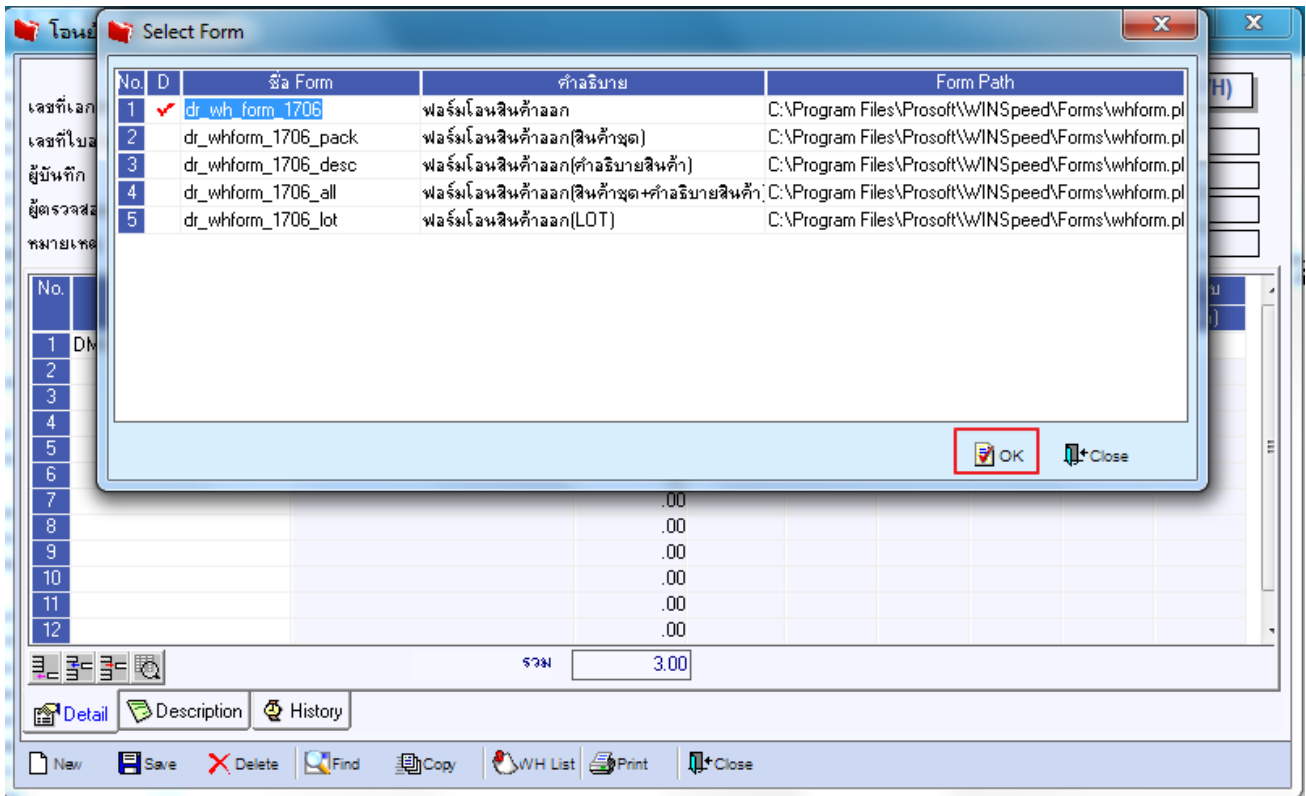 โอนย้
Select Form
No. D ชื่อ Form คำอธิบาย Form Path
1 dr_wh_form_1706 ฟอร์มโอนสินค้าออก C:\Program Files\Prosoft\WINSpeed\Forms\whform.pl
2 dr_whform_1706_pack ฟอร์มโอนสินค้าออก(สินค้าชุด) C:\Program Files\Prosoft\WINSpeed\Forms\whform.pl
3 dr_whform_1706_desc ฟอร์มโอนสินค้าออก(คำอธิบายสินค้า) C:\Program Files\Prosoft\WINSpeed\Forms\whform.pl
4 dr_whform_1706_all ฟอร์มโอนสินค้าออก(สินค้าชุด+คำอธิบายสินค้า) C:\Program Files\Prosoft\WINSpeed\Forms\whform.pl
5 dr_whform_1706_lot ฟอร์มโอนสินค้าออก(LOT) C:\Program Files\Prosoft\WINSpeed\Forms\whform.pl
OK Close
H)
เลขที่เอก
เลขที่ใบอ
ผู้บันทึก
ผู้ตรวจสอ
หมายเหต
No.
1 DM
2
3
4
5
6
7 .00
8 .00
9 .00
10 .00
11 .00
12 .00
รวม 3.00
Detail Description History
New Save Delete Find Copy WH List Print Close